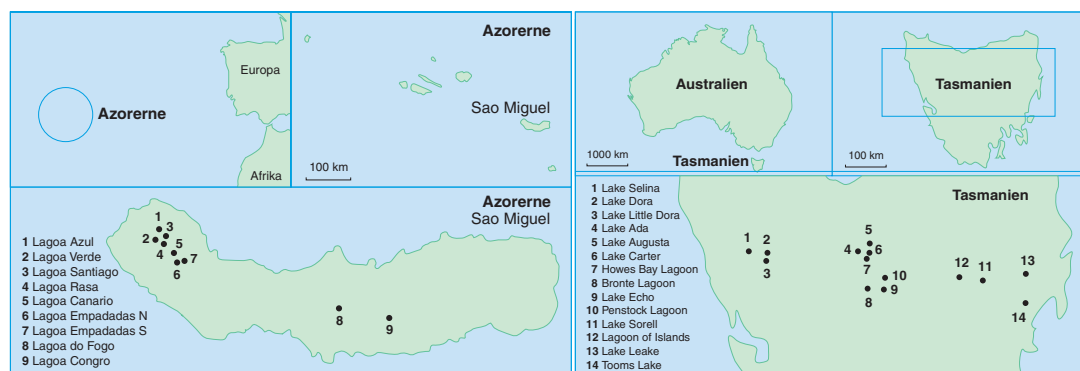 Europa
Azorerne
Afrika
Azorerne
Sao Miguel
100 km
Azorerne
Sao Miguel
1 Lagoa Azul
2 Lagoa Verde
3 Lagoa Santiago
4 Lagoa Rasa
5 Lagoa Canario
6 Lagoa Empadadas N
7 Lagoa Empadadas S
8 Lagoa do Fogo
9 Lagoa Congro
1
3
2
5
4
7
6
8
9
Australien
1000 km
Tasmanien
Tasmanien
100 km
Tasmanien
1 Lake Selina
2 Lake Dora
3 Lake Little Dora
4 Lake Ada
5 Lake Augusta
6 Lake Carter
7 Howes Bay Lagoon
8 Bronte Lagoon
9 Lake Echo
10 Penstock Lagoon
11 Lake Sorell
12 Lagoon of Islands
13 Lake Leake
14 Tooms Lake
1
2
3
5
4
6
7
10
8
9
12
11
13
14